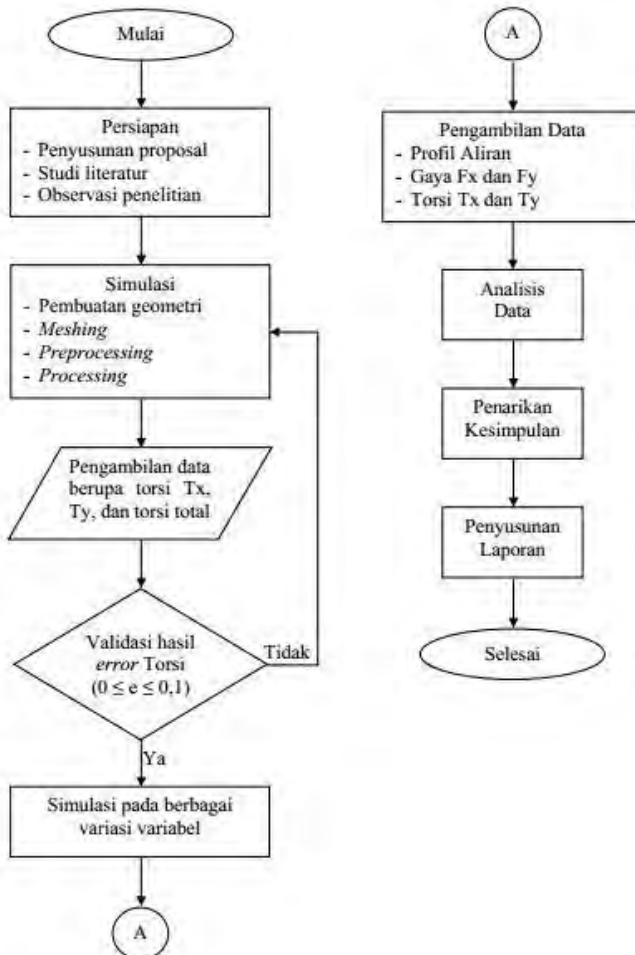 Mulai
Persiapan
- Penyusunan proposal
- Studi literatur
- Observasi penelitian
Simulasi
- Pembuatan geometri
- Meshing
- Preprocessing
- Processing
Pengambilan data
berupa torsi Tx,
Ty, dan torsi total
Validasi hasil
error Torsi
(0 ≤ e ≤ 0,1)
Tidak
Ya
Simulasi pada berbagai
variasi variabel
A
A
Pengambilan Data
- Profil Aliran
- Gaya Fx dan Fy
- Torsi Tx dan Ty
Analisis
Data
Penarikan
Kesimpulan
Penyusunan
Laporan
Selesai